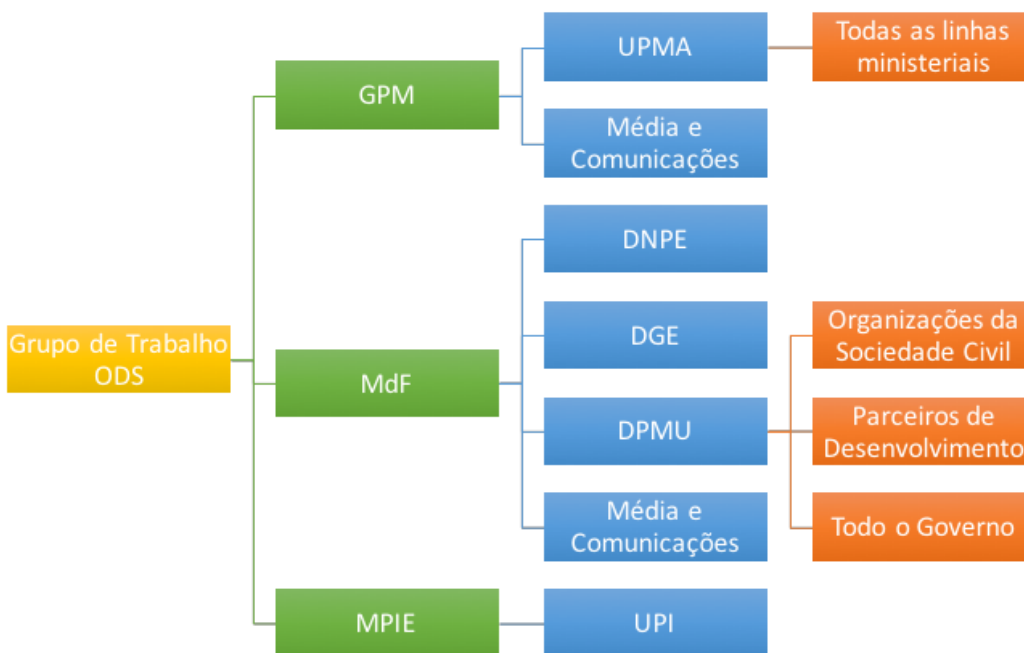 Grupo de Trabalho
ODS
GPM
UPMA
Todas as linhas
ministeriais
Média e
Comunicações
MdF
DNPE
DGE
DPMU
Organizações da
Sociedade Civil
Parceiros de
Desenvolvimento
Todo o Governo
Média e
Comunicações
MPIE
UPI